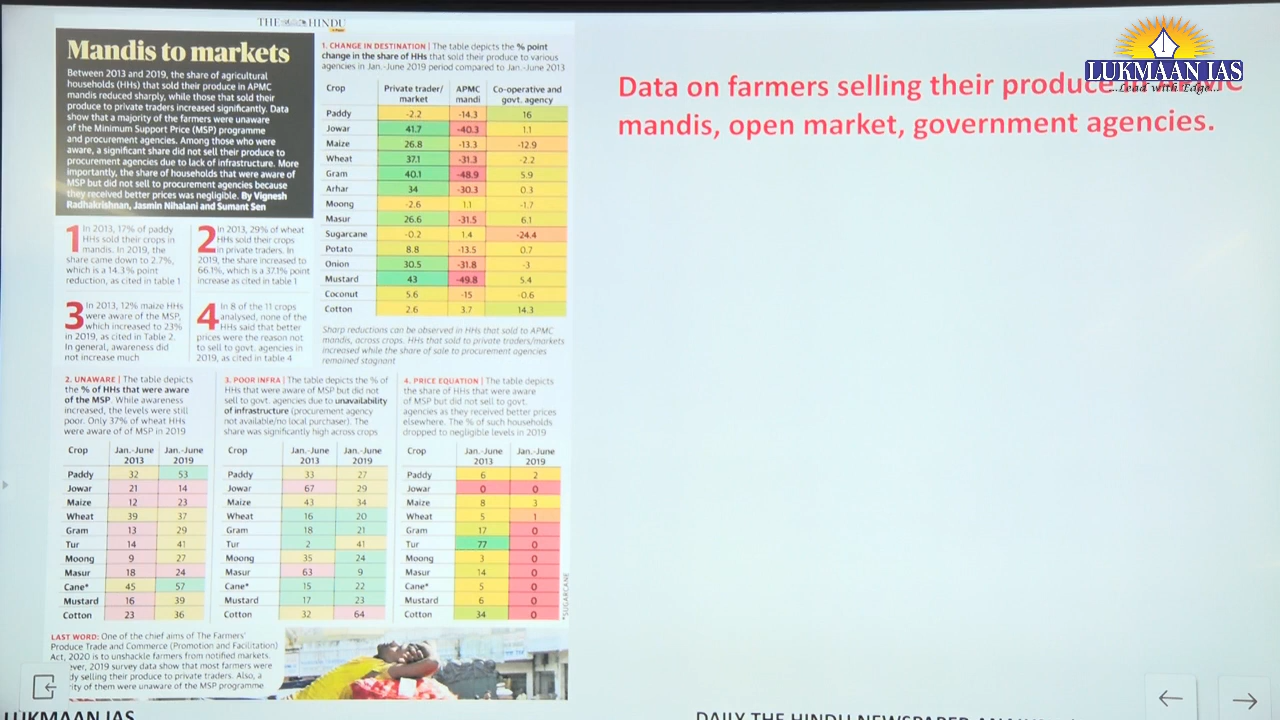 THE HINDU
Mandis to markets
Between 2013 and 2019, the share of agricultural
households (HHs) that sold their produce in APMC
mandis reduced sharply, while those that sold their
produce to private traders increased significantly. Data
show that a majority of the farmers were unaware
of the Minimum Support Price (MSP) programme
and procurement agencies. Among those who were
aware, a significant share did not sell their produce to
procurement agencies due to lack of infrastructure. More
importantly, the share of households that were aware of
MSP but did not sell to procurement agencies because
they received better prices was negligible. By Vignesh
Radhakrishnan, Jasmin Nihalani and Sumant Sen
1 In 2013, 17% of paddy
HHs sold their crops in
mandis. In 2019, the
share came down to 2.7%,
which is a 14.3% point
reduction, as cited in table 1
2 In 2013, 29% of wheat
HHs sold their crops
in private traders. In
2019, the share increased to
66.1%, which is a 37.1% point
increase as cited in table 1
3 In 2013, 12% maize HHs
were aware of the MSP,
which increased to 23%
in 2019, as cited in Table 2.
In general, awareness did
not increase much
4 In 8 of the 11 crops
analysed, none of the
HHs said that better
prices were the reason not
to sell to govt. agencies in
2019, as cited in table 4
1. CHANGE IN DESTINATION | The table depicts the % point
change in the share of HHs that sold their produce to various
agencies in Jan.-June 2019 period compared to Jan.-June 2013
Crop Private trader/ market APMC mandi Co-operative and govt. agency
Paddy -2.2 -14.3 16
Jowar 41.7 -40.3 1.1
Maize 26.8 -13.3 -12.9
Wheat 37.1 -31.3 -2.2
Gram 40.1 -48.9 5.9
Arhar 34 -30.3 0.3
Moong -2.6 1.1 -1.7
Masur 26.6 -31.5 6.1
Sugarcane -0.2 1.4 -24.4
Potato 8.8 -13.5 0.7
Onion 30.5 -31.8 -3
Mustard 43 -49.8 5.4
Coconut 5.6 -15 -0.6
Cotton 2.6 3.7 14.3
Sharp reductions can be observed in HHs that sold to APMC
mandis, across crops. HHs that sold to private traders/markets
increased while the share of sale to procurement agencies
remained stagnant
2. UNAWARE | The table depicts
the % of HHs that were aware
of the MSP. While awareness
increased, the levels were still
poor. Only 37% of wheat HHs
were aware of of MSP in 2019
Crop Jan.-June 2013 Jan.-June 2019
Paddy 32 53
Jowar 21 14
Maize 12 23
Wheat 39 37
Gram 13 29
Tur 14 41
Moong 9 27
Masur 18 24
Cane* 45 57
Mustard 16 39
Cotton 23 36
3. POOR INFRA | The table depicts the % of
HHs that were aware of MSP but did not
sell to govt. agencies due to unavailability
of infrastructure (procurement agency
not available/no local purchaser). The
share was significantly high across crops
Crop Jan.-June 2013 Jan.-June 2019
Paddy 33 27
Jowar 67 29
Maize 43 34
Wheat 16 20
Gram 18 21
Tur 2 41
Moong 35 24
Masur 63 9
Cane* 15 22
Mustard 17 23
Cotton 32 64
4. PRICE EQUATION | The table depicts
the share of HHs that were aware
of MSP but did not sell to govt.
agencies as they received better prices
elsewhere. The % of such households
dropped to negligible levels in 2019
Crop Jan.-June 2013 Jan.-June 2019
Paddy 6 2
Jowar 0 0
Maize 8 3
Wheat 5 1
Gram 17 0
Tur 77 0
Moong 3 0
Masur 14 0
Cane* 5 0
Mustard 6 0
Cotton 34 0
*SUGARCANE
LAST WORD: One of the chief aims of The Farmers'
Produce Trade and Commerce (Promotion and Facilitation)
Act, 2020 is to unshackle farmers from notified markets.
ver, 2019 survey data show that most farmers were
dy selling their produce to private traders. Also, a
ity of them were unaware of the MSP programme
Data on farmers selling their produce
mandis, open market, government agencies.
LUKMAAN IAS
...Lead with Edge...
LUKMAAN IAS
DAILY THE HINDU NEWSPAPER